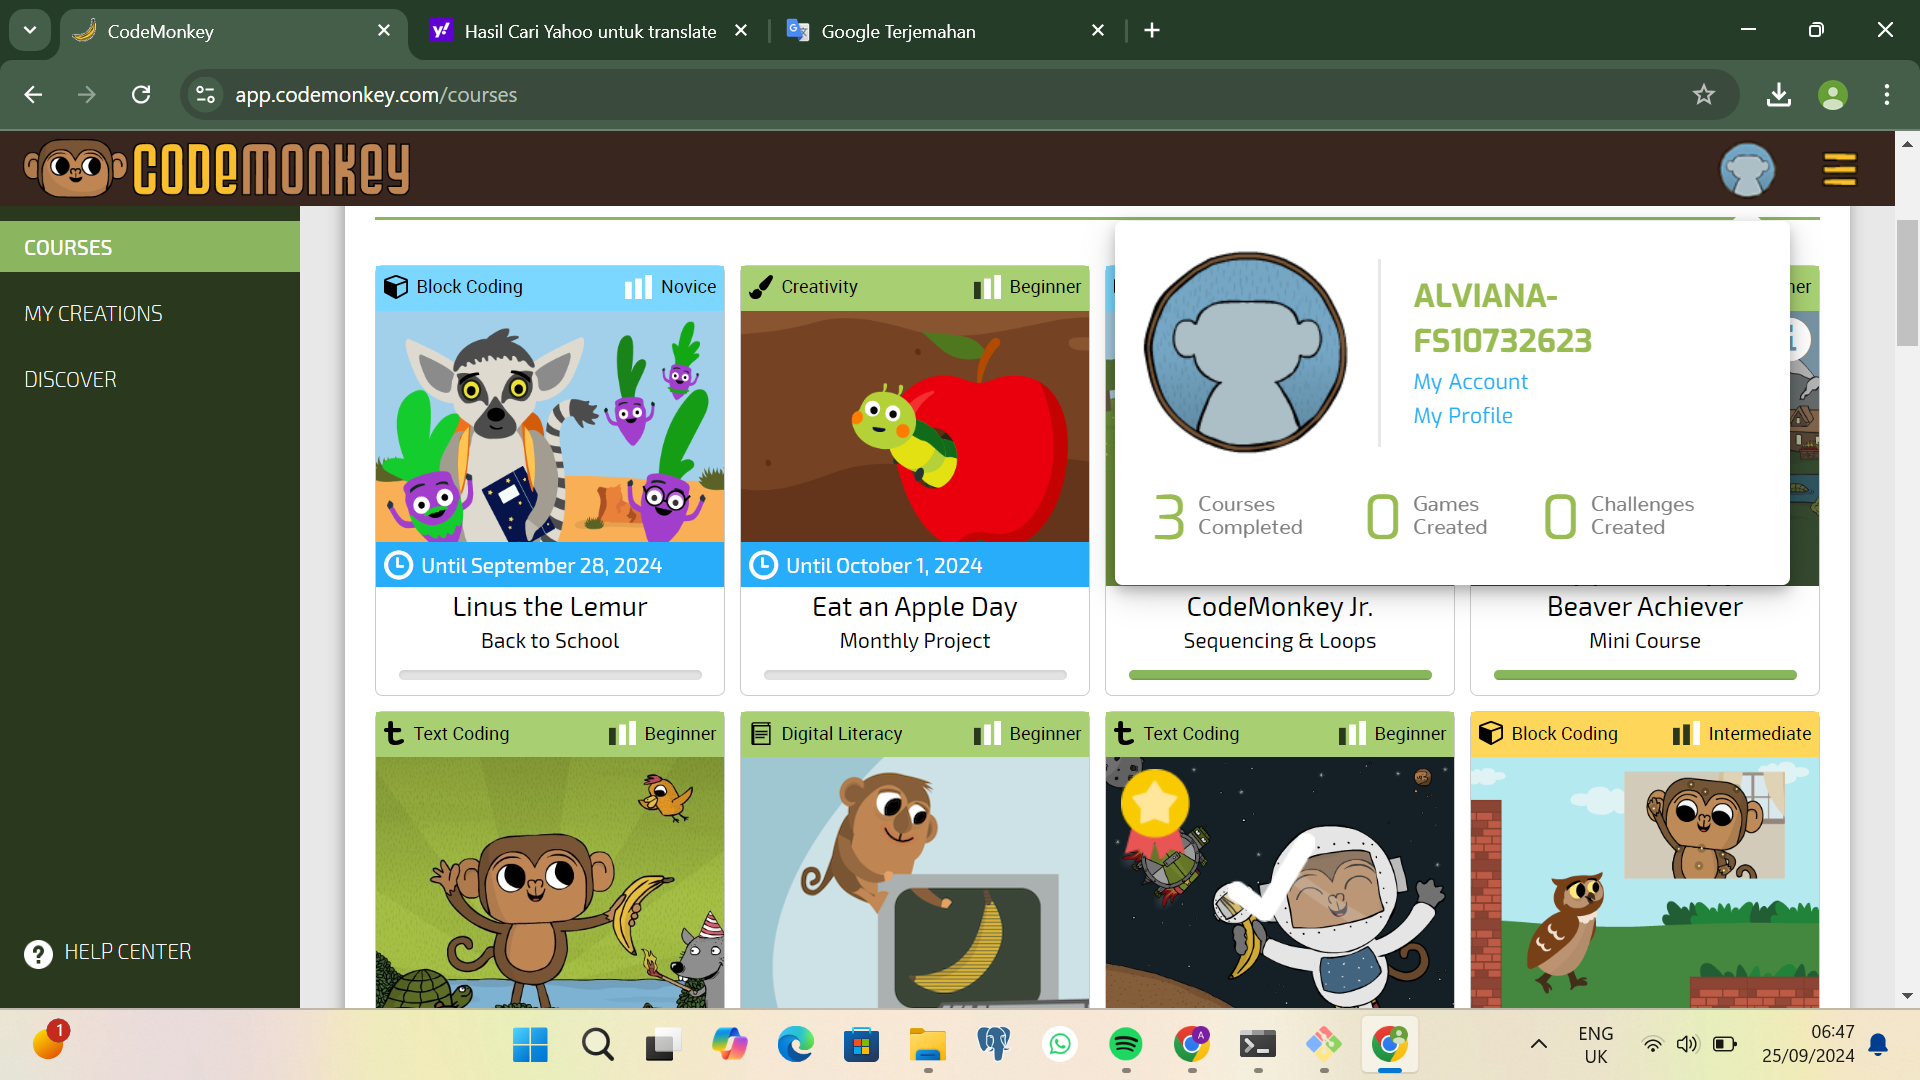 CodeMonkey
Hasil Cari Yahoo untuk translate
Google Terjemahan
app.codemonkey.com/courses
CODEMONKEY
COURSES
MY CREATIONS
DISCOVER
HELP CENTER
ALVIANA-
FS10732623
My Account
My Profile
3 Courses Completed
0 Games Created
0 Challenges Created
Block Coding Novice
Until September 28, 2024
Linus the Lemur
Back to School
Creativity Beginner
Until October 1, 2024
Eat an Apple Day
Monthly Project
CodeMonkey Jr.
Sequencing & Loops
Beaver Achiever
Mini Course
Text Coding Beginner
Digital Literacy Beginner
Text Coding Beginner
Block Coding Intermediate
1
A
ENG
UK
06:47
25/09/2024